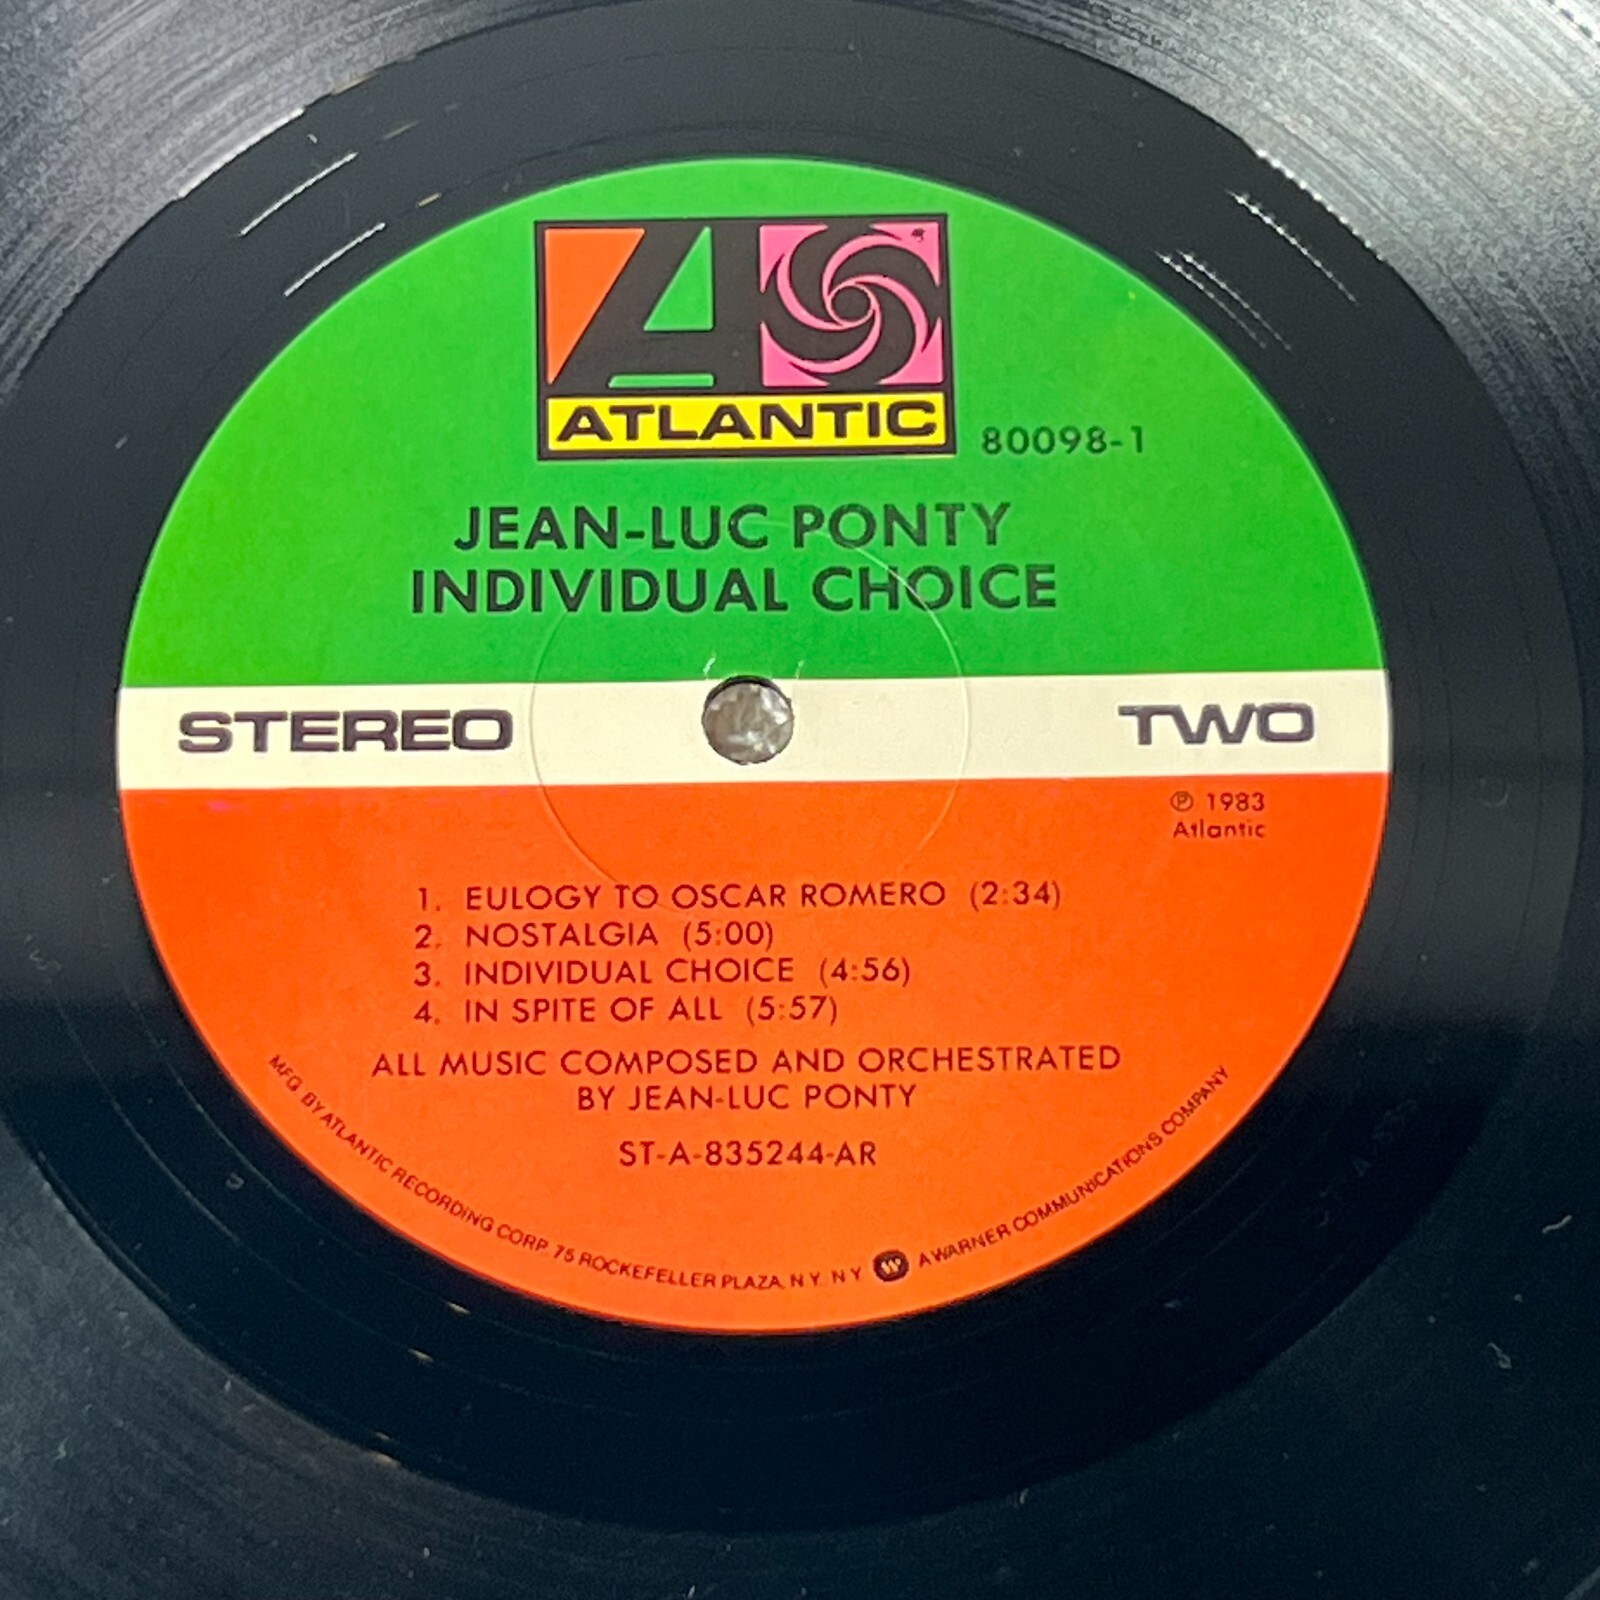 ATLANTIC
80098-1
JEAN-LUC PONTY
INDIVIDUAL CHOICE
STEREO
TWO
℗ 1983
Atlantic
1. EULOGY TO OSCAR ROMERO (2:34)
2. NOSTALGIA (5:00)
3. INDIVIDUAL CHOICE (4:56)
4. IN SPITE OF ALL (5:57)
ALL MUSIC COMPOSED AND ORCHESTRATED
BY JEAN-LUC PONTY
ST-A-835244-AR
MFG. BY ATLANTIC RECORDING CORP. 75 ROCKEFELLER PLAZA, N.Y. N.Y. A WARNER COMMUNICATIONS COMPANY